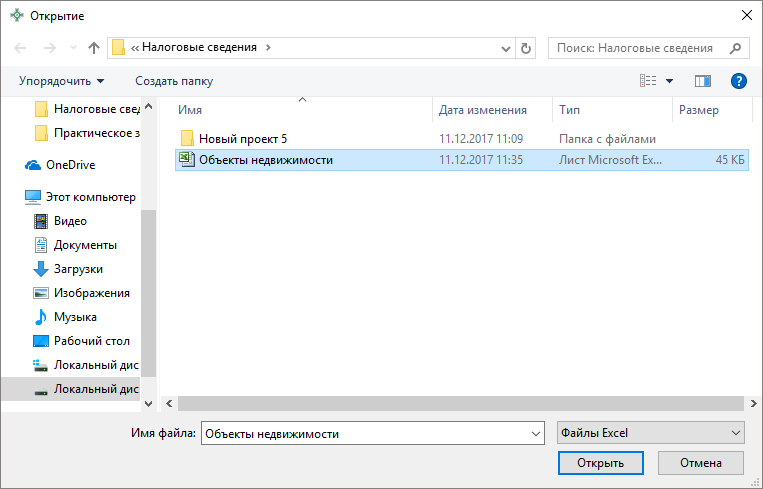 Открытие
‹‹ Налоговые сведения
Поиск: Налоговые сведения
Упорядочить
Создать папку
Имя
Дата изменения
Тип
Размер
Налоговые свед
Практическое з
OneDrive
Этот компьютер
Видео
Документы
Загрузки
Изображения
Музыка
Рабочий стол
Локальный дис
Локальный дис
Новый проект 5 11.12.2017 11:09 Папка с файлами
Объекты недвижимости 11.12.2017 11:35 Лист Microsoft Ex... 45 КБ
Имя файла: Объекты недвижимости
Файлы Excel
Открыть
Отмена